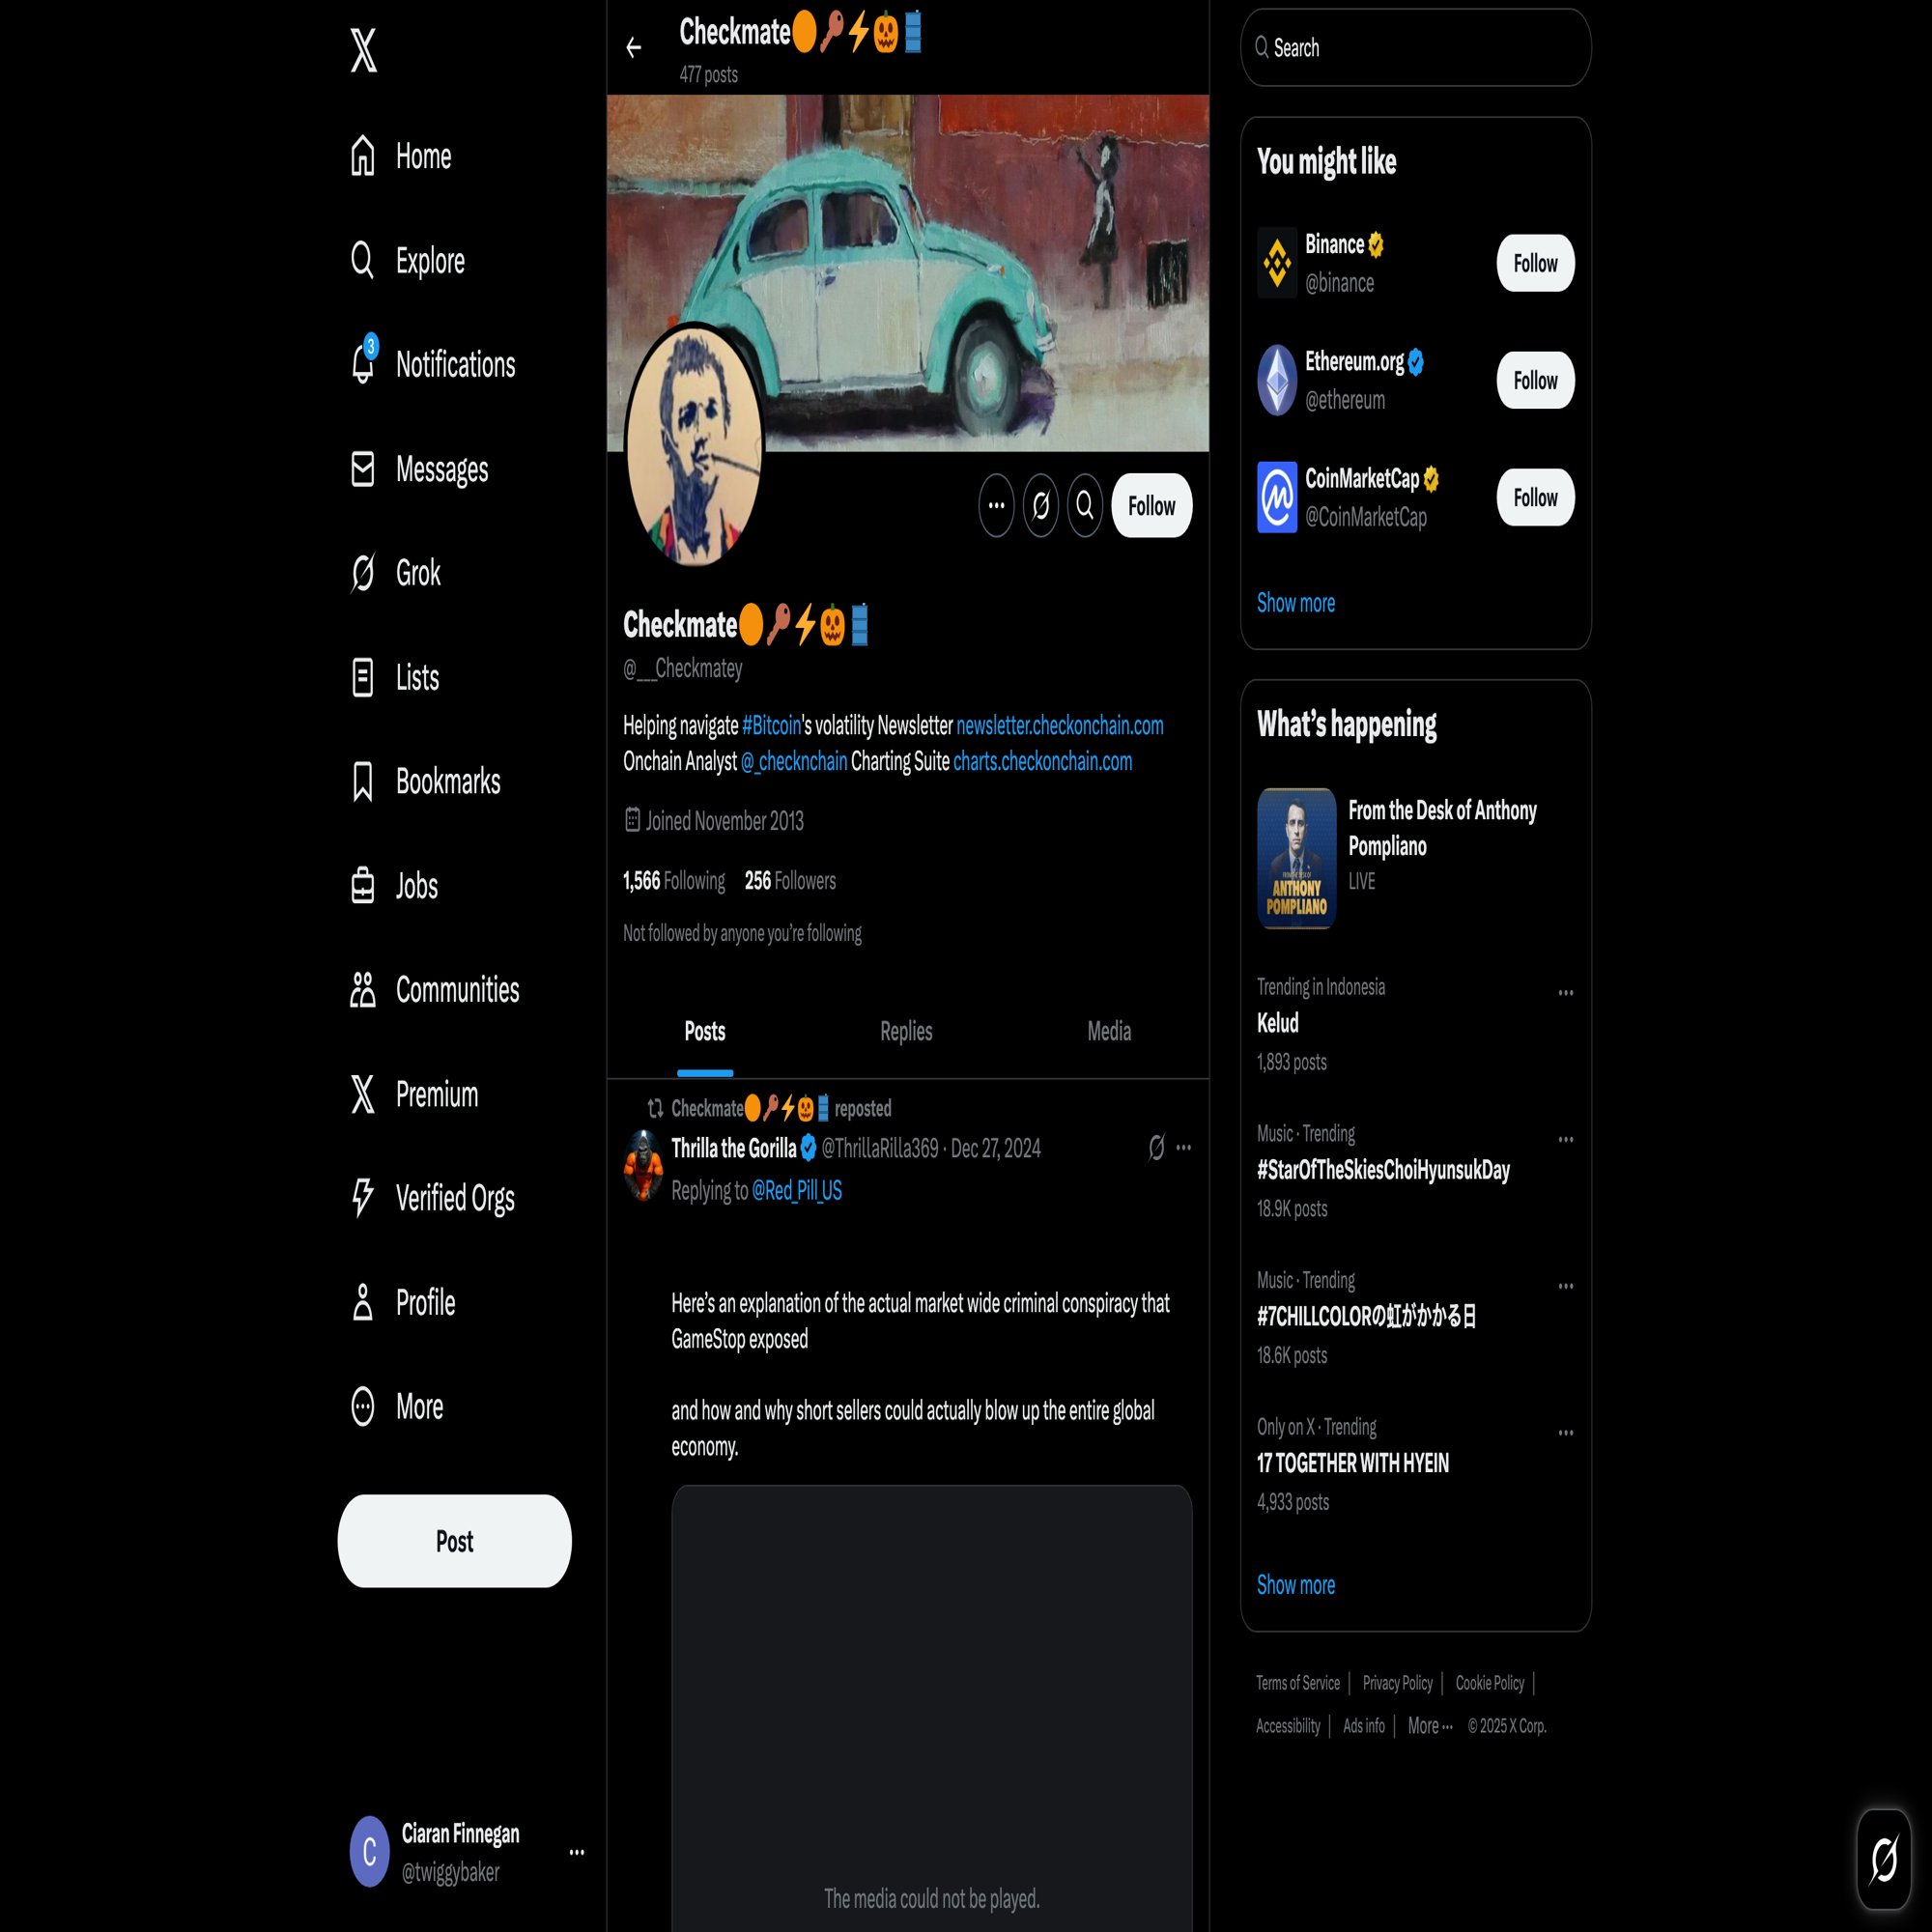 Home
Explore
3
Notifications
Messages
Grok
Lists
Bookmarks
Jobs
Communities
Premium
Verified Orgs
Profile
More
Post
C
Ciaran Finnegan
@twiggybaker
Checkmate🟠🔑⚡🎃🛢️
477 posts
Follow
Checkmate🟠🔑⚡🎃🛢️
@___Checkmatey
Helping navigate #Bitcoin's volatility Newsletter newsletter.checkonchain.com
Onchain Analyst @_checknchain Charting Suite charts.checkonchain.com
Joined November 2013
1,566 Following 256 Followers
Not followed by anyone you’re following
Posts Replies Media
Checkmate🟠🔑⚡🎃🛢️ reposted
Thrilla the Gorilla @ThrillaRilla369 · Dec 27, 2024
Replying to @Red_Pill_US
Here’s an explanation of the actual market wide criminal conspiracy that
GameStop exposed
and how and why short sellers could actually blow up the entire global
economy.
The media could not be played.
Search
You might like
Binance
@binance
Follow
Ethereum.org
@ethereum
Follow
CoinMarketCap
@CoinMarketCap
Follow
Show more
What’s happening
FROM THE DESK OF
ANTHONY
POMPLIANO
From the Desk of Anthony
Pompliano
LIVE
Trending in Indonesia
Kelud
1,893 posts
Music · Trending
#StarOfTheSkiesChoiHyunsukDay
18.9K posts
Music · Trending
#7CHILLCOLORの虹がかかる日
18.6K posts
Only on X · Trending
17 TOGETHER WITH HYEIN
4,933 posts
Show more
Terms of Service | Privacy Policy | Cookie Policy |
Accessibility | Ads info | More ··· © 2025 X Corp.